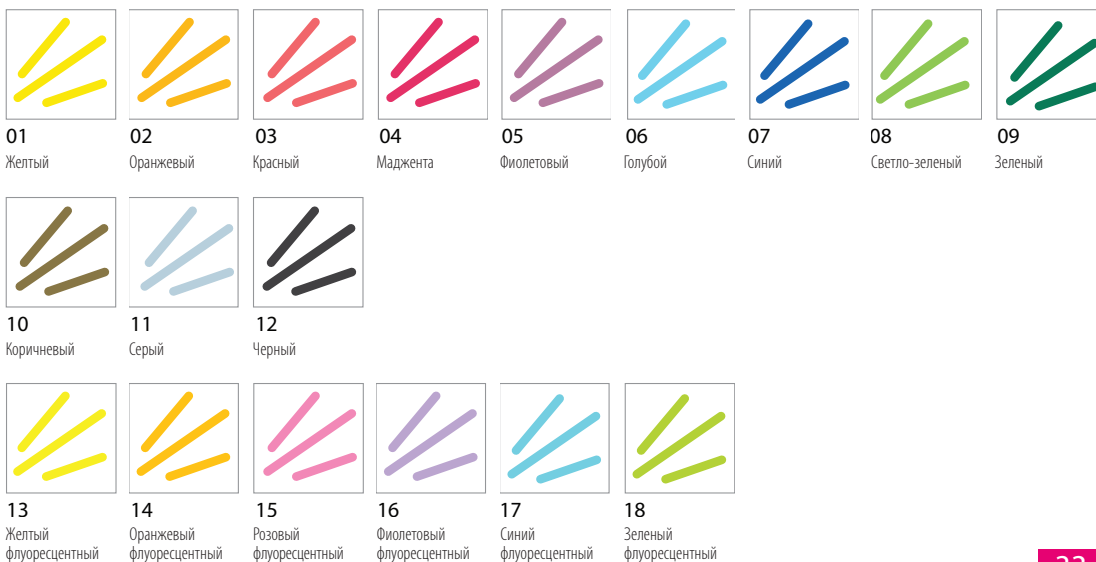 01 02 03 04 05 06 07 08 09
Желтый Оранжевый Красный Маджента Фиолетовый Голубой Синий Светло-зеленый Зеленый
10 11 12
Коричневый Серый Черный
13 14 15 16 17 18
Желтый Оранжевый Розовый Фиолетовый Синий Зеленый
флуоресцентный флуоресцентный флуоресцентный флуоресцентный флуоресцентный флуоресцентный